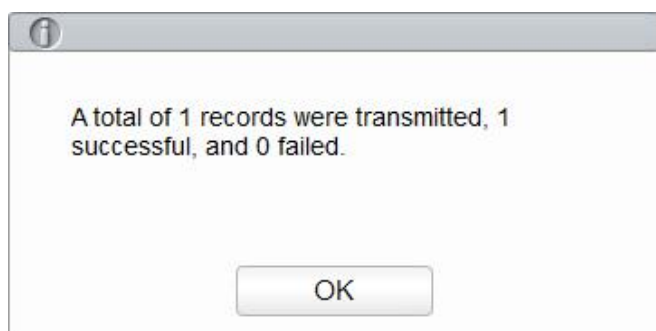 A total of 1 records were transmitted, 1
successful, and 0 failed.
OK